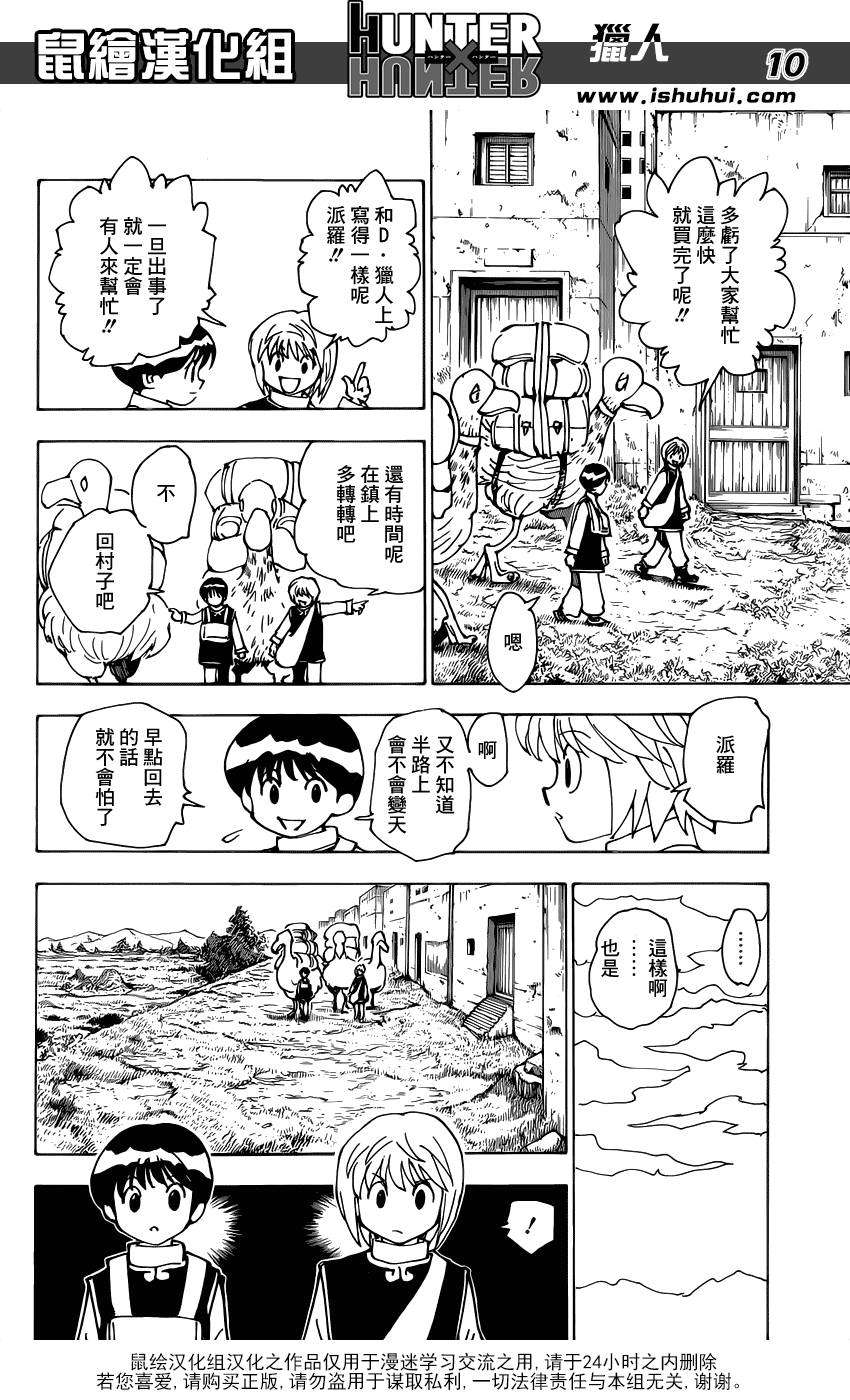 鼠繪漢化組
HUNTER
ハンター×ハンター
HUNTER
獵人
10
www.ishuhui.com
多虧了大家幫忙
這麼快
就買完了呢!!
嗯
和D·獵人上
寫得一樣呢
派羅!!
一旦出事了
就一定會
有人來幫忙!!
還有時間呢
在鎮上
多轉轉吧
不
回村子吧
派羅
啊
又不知道
半路上
會不會變天
早點回去
的話
就不會怕了
……
這樣啊
……
也是
!
鼠绘汉化组汉化之作品仅用于漫迷学习交流之用,请于24小时之内删除
若您喜爱,请购买正版,请勿盗用于谋取私利,一切法律责任与本组无关,谢谢。